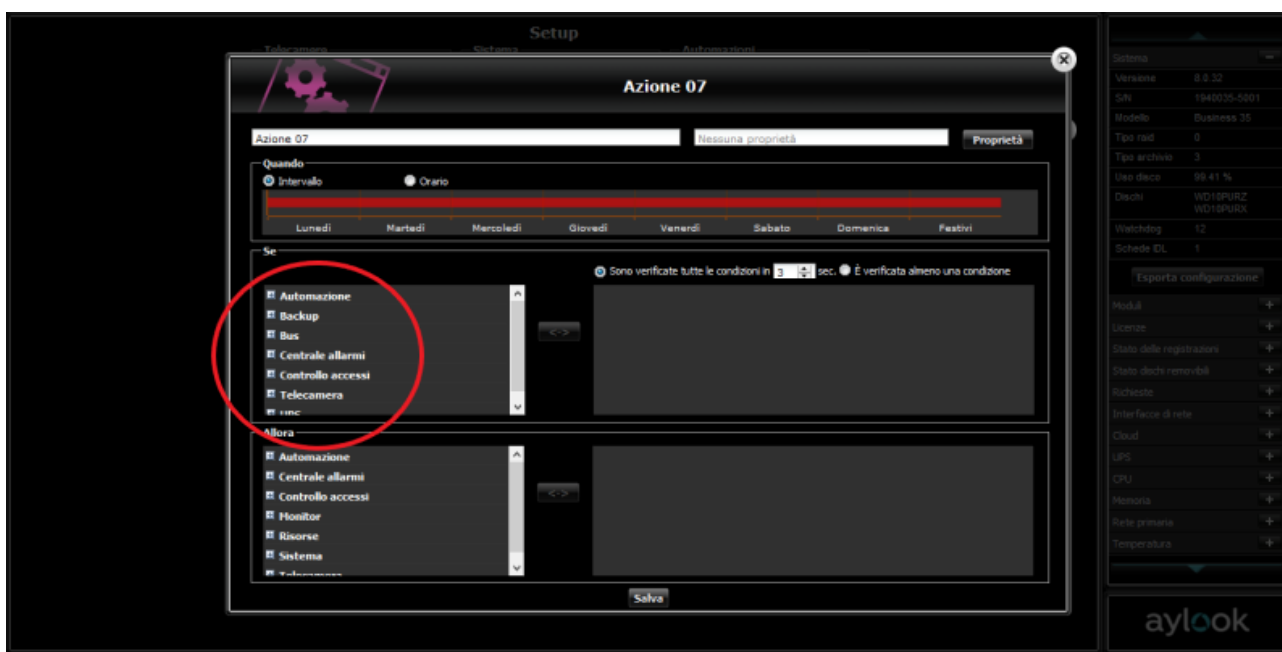 Setup
Telecamere Sistema Automazioni
Azione 07
Azione 07 Nessuna proprietà Proprietà
Quando
Intervallo Orario
Lunedì Martedì Mercoledì Giovedì Venerdì Sabato Domenica Festivi
Se
Sono verificate tutte le condizioni in 3 sec. È verificata almeno una condizione
Automazione
Backup
Bus
Centrale allarmi
Controllo accessi
Telecamera
UPS
<->
Allora
Automazione
Centrale allarmi
Controllo accessi
Monitor
Risorse
Sistema
Telecamera
<->
Salva
Sistema
Versione 8.0.32
S/N 1940035-5001
Modello Business 35
Tipo raid 0
Tipo archivio 3
Uso disco 99.41 %
Dischi WD10PURZ
WD10PURX
Watchdog 12
Schede IDL 1
Esporta configurazione
Moduli
Licenze
Stato delle registrazioni
Stato dischi removibili
Richieste
Interfacce di rete
Cloud
UPS
CPU
Memoria
Rete primaria
Temperatura
aylook